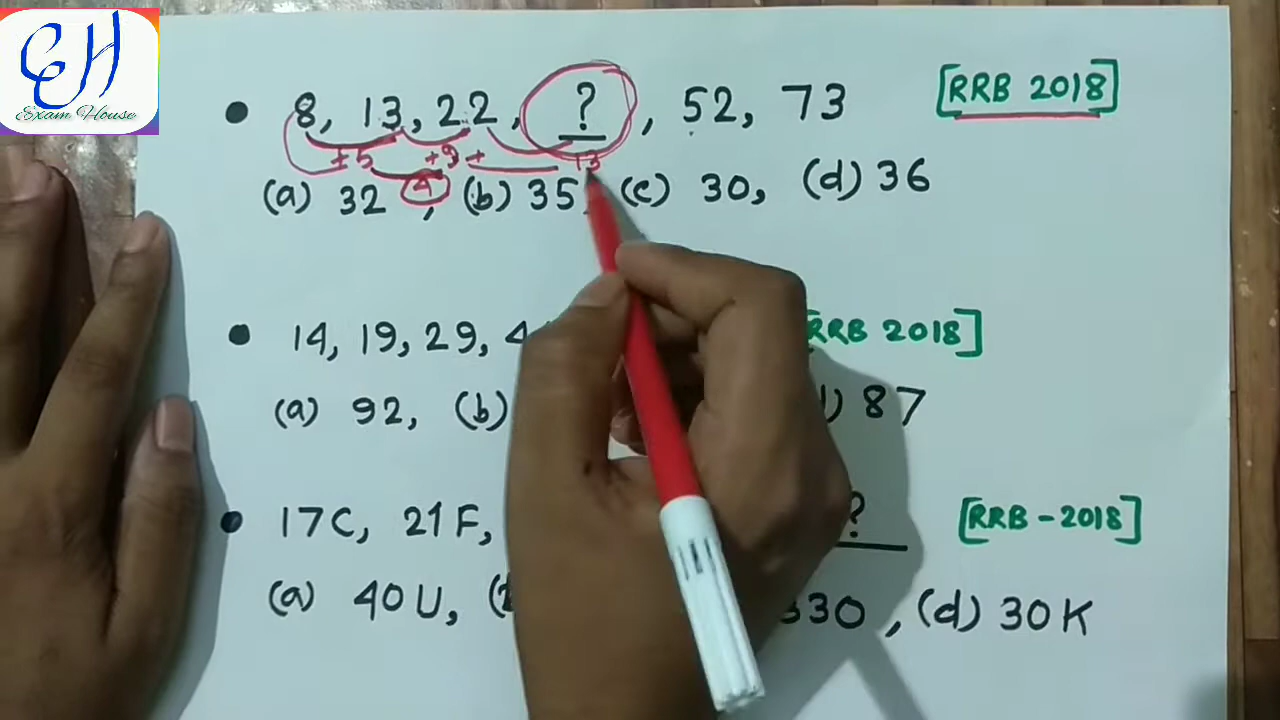 EH
Exam House
8, 13, 22, ?, 52, 73 [RRB 2018]
+5 +9 + 13
4
(a) 32, (b) 35, (c) 30, (d) 36
14, 19, 29, [RRB 2018]
(a) 92, (b) 87
17C, 21F, ? [RRB-2018]
(a) 40U, 330, (d) 30K